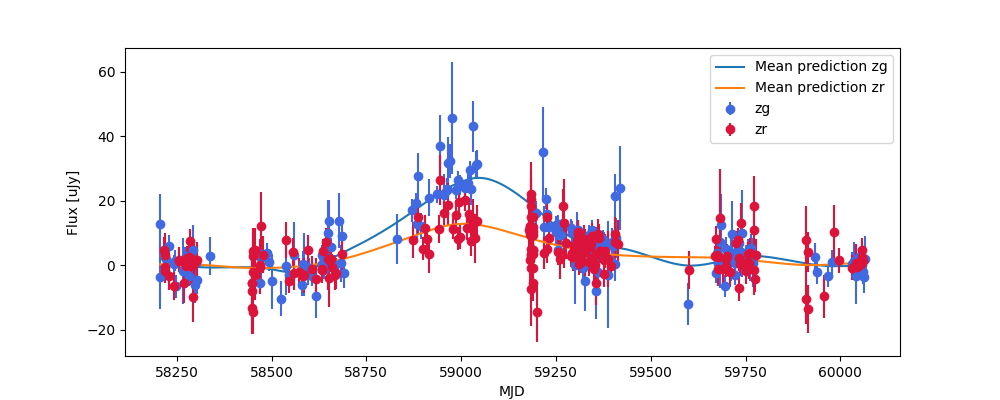 Mean prediction zg
Mean prediction zr
zg
zr
60
40
20
0
−20
Flux [uJy]
58250 58500 58750 59000 59250 59500 59750 60000
MJD